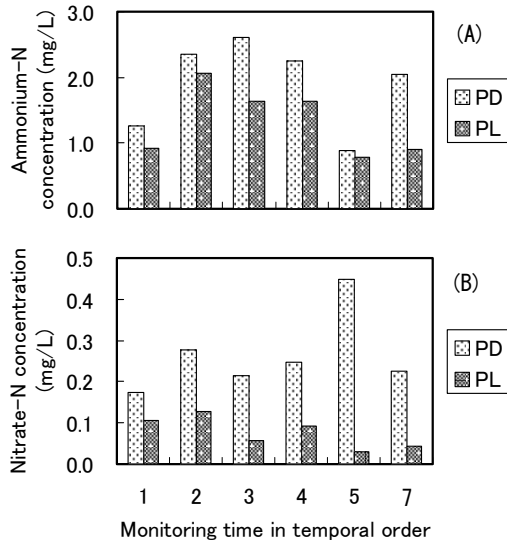 Ammonium-N
concentration (mg/L)
3.0
2.0
1.0
0.0
(A)
PD
PL
Nitrate-N concentration
(mg/L)
0.5
0.4
0.3
0.2
0.1
0.0
(B)
PD
PL
1 2 3 4 5 7
Monitoring time in temporal order